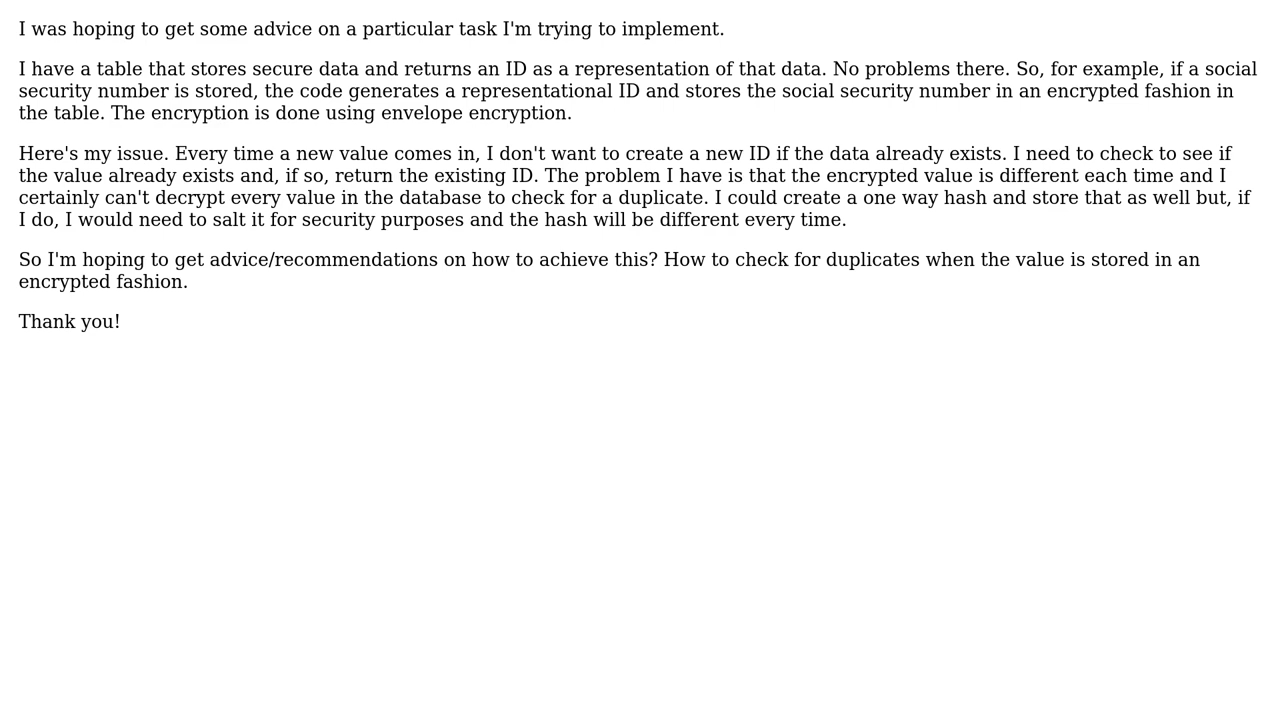 I was hoping to get some advice on a particular task I'm trying to implement.
I have a table that stores secure data and returns an ID as a representation of that data. No problems there. So, for example, if a social
security number is stored, the code generates a representational ID and stores the social security number in an encrypted fashion in
the table. The encryption is done using envelope encryption.
Here's my issue. Every time a new value comes in, I don't want to create a new ID if the data already exists. I need to check to see if
the value already exists and, if so, return the existing ID. The problem I have is that the encrypted value is different each time and I
certainly can't decrypt every value in the database to check for a duplicate. I could create a one way hash and store that as well but, if
I do, I would need to salt it for security purposes and the hash will be different every time.
So I'm hoping to get advice/recommendations on how to achieve this? How to check for duplicates when the value is stored in an
encrypted fashion.
Thank you!